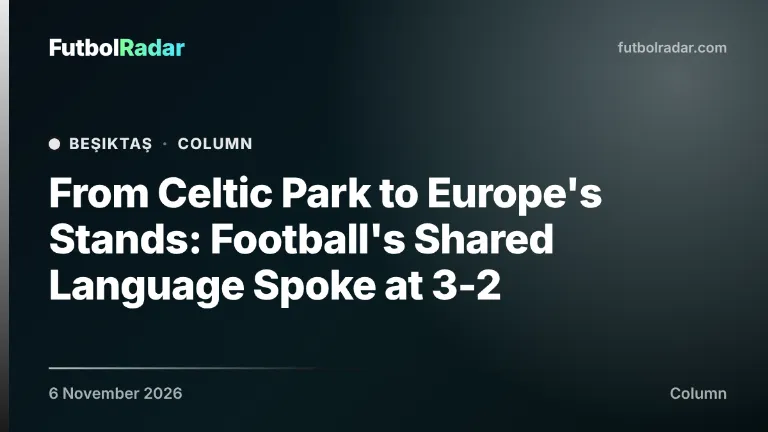 FutbolRadar
futbolradar.com
BEŞİKTAŞ · COLUMN
From Celtic Park to Europe's
Stands: Football's Shared
Language Spoke at 3-2
6 November 2026
Column